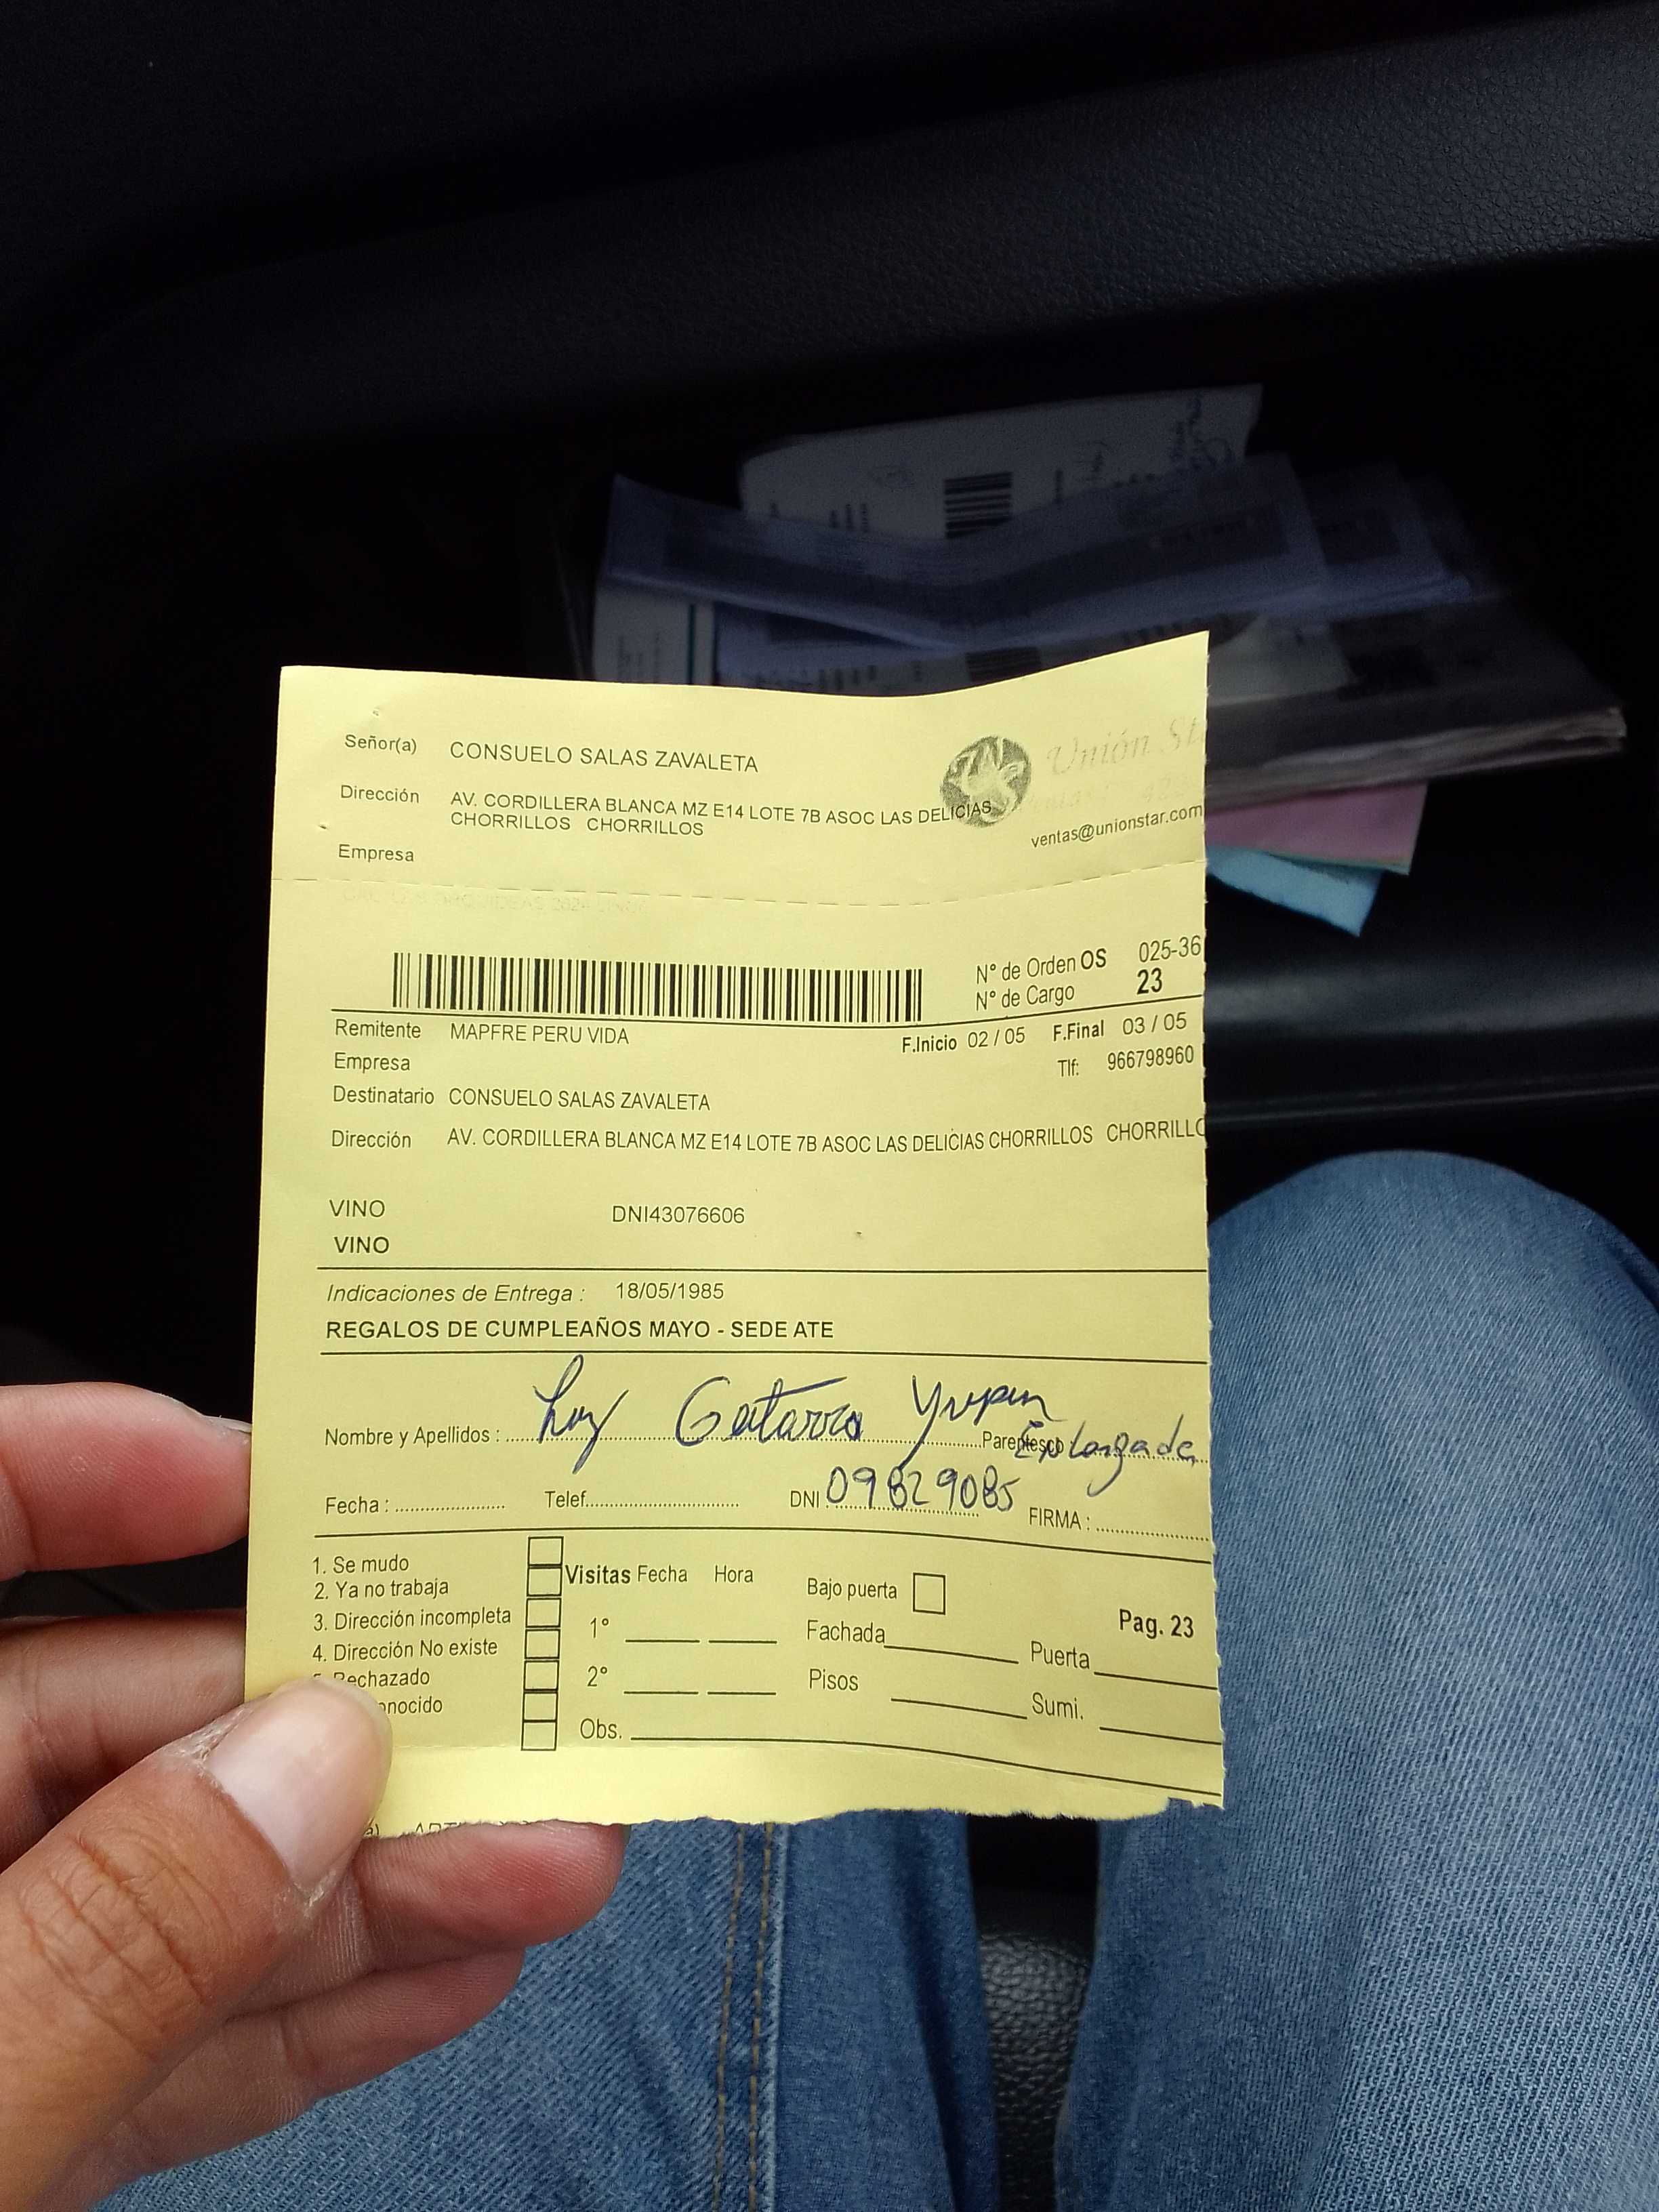 Señor(a) CONSUELO SALAS ZAVALETA
Unión St
Dirección AV. CORDILLERA BLANCA MZ E14 LOTE 7B ASOC LAS DELICIAS
CHORRILLOS CHORRILLOS
ventas@unionstar.com
Empresa
N° de Orden OS 025-36
N° de Cargo 23
Remitente MAPFRE PERU VIDA
F.Inicio 02 / 05 F.Final 03 / 05
Empresa
Tlf: 966798960
Destinatario CONSUELO SALAS ZAVALETA
Dirección AV. CORDILLERA BLANCA MZ E14 LOTE 7B ASOC LAS DELICIAS CHORRILLOS CHORRILLO
VINO DNI43076606
VINO
Indicaciones de Entrega : 18/05/1985
REGALOS DE CUMPLEAÑOS MAYO - SEDE ATE
Nombre y Apellidos : Luz Gutarra Yupan Parentesco
Fecha : Telef. DNI 09829085 FIRMA :
1. Se mudo
2. Ya no trabaja
3. Dirección incompleta
4. Dirección No existe
Rechazado
onocido
Visitas Fecha Hora
1°
2°
Obs.
Bajo puerta
Fachada Puerta
Pisos Sumi.
Pag. 23